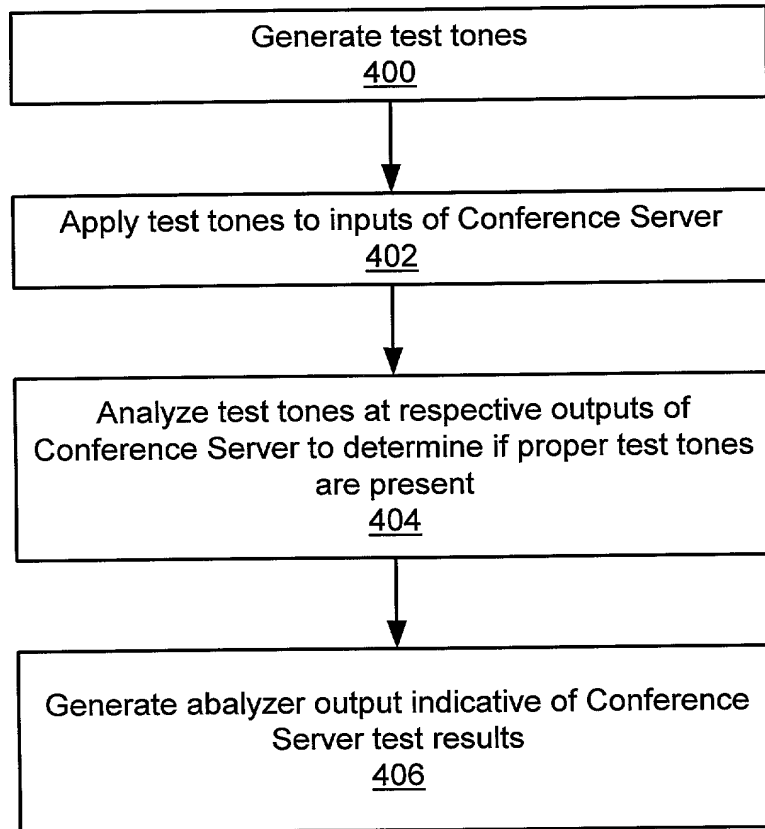 Generate test tones
400
Apply test tones to inputs of Conference Server
402
Analyze test tones at respective outputs of
Conference Server to determine if proper test tones
are present
404
Generate abalyzer output indicative of Conference
Server test results
406